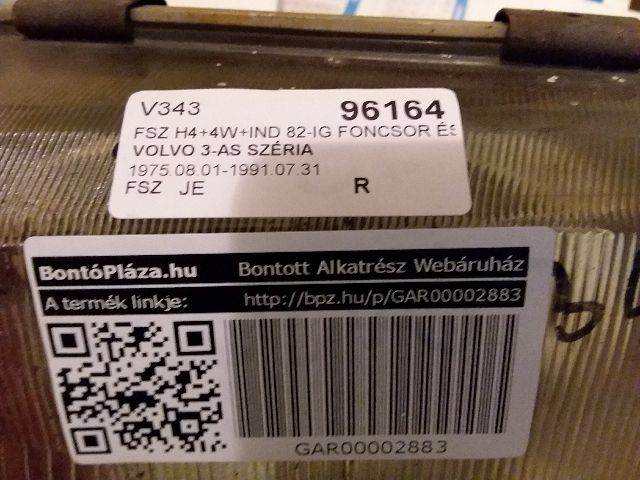 V343 96164
FSZ H4+4W+IND 82-IG FONCSOR ÉS
VOLVO 3-AS SZÉRIA
1975.08.01-1991.07.31
FSZ JE R
BontóPláza.hu Bontott Alkatrész Webáruház
A termék linkje: http://bpz.hu/p/GAR00002883
GAR00002883